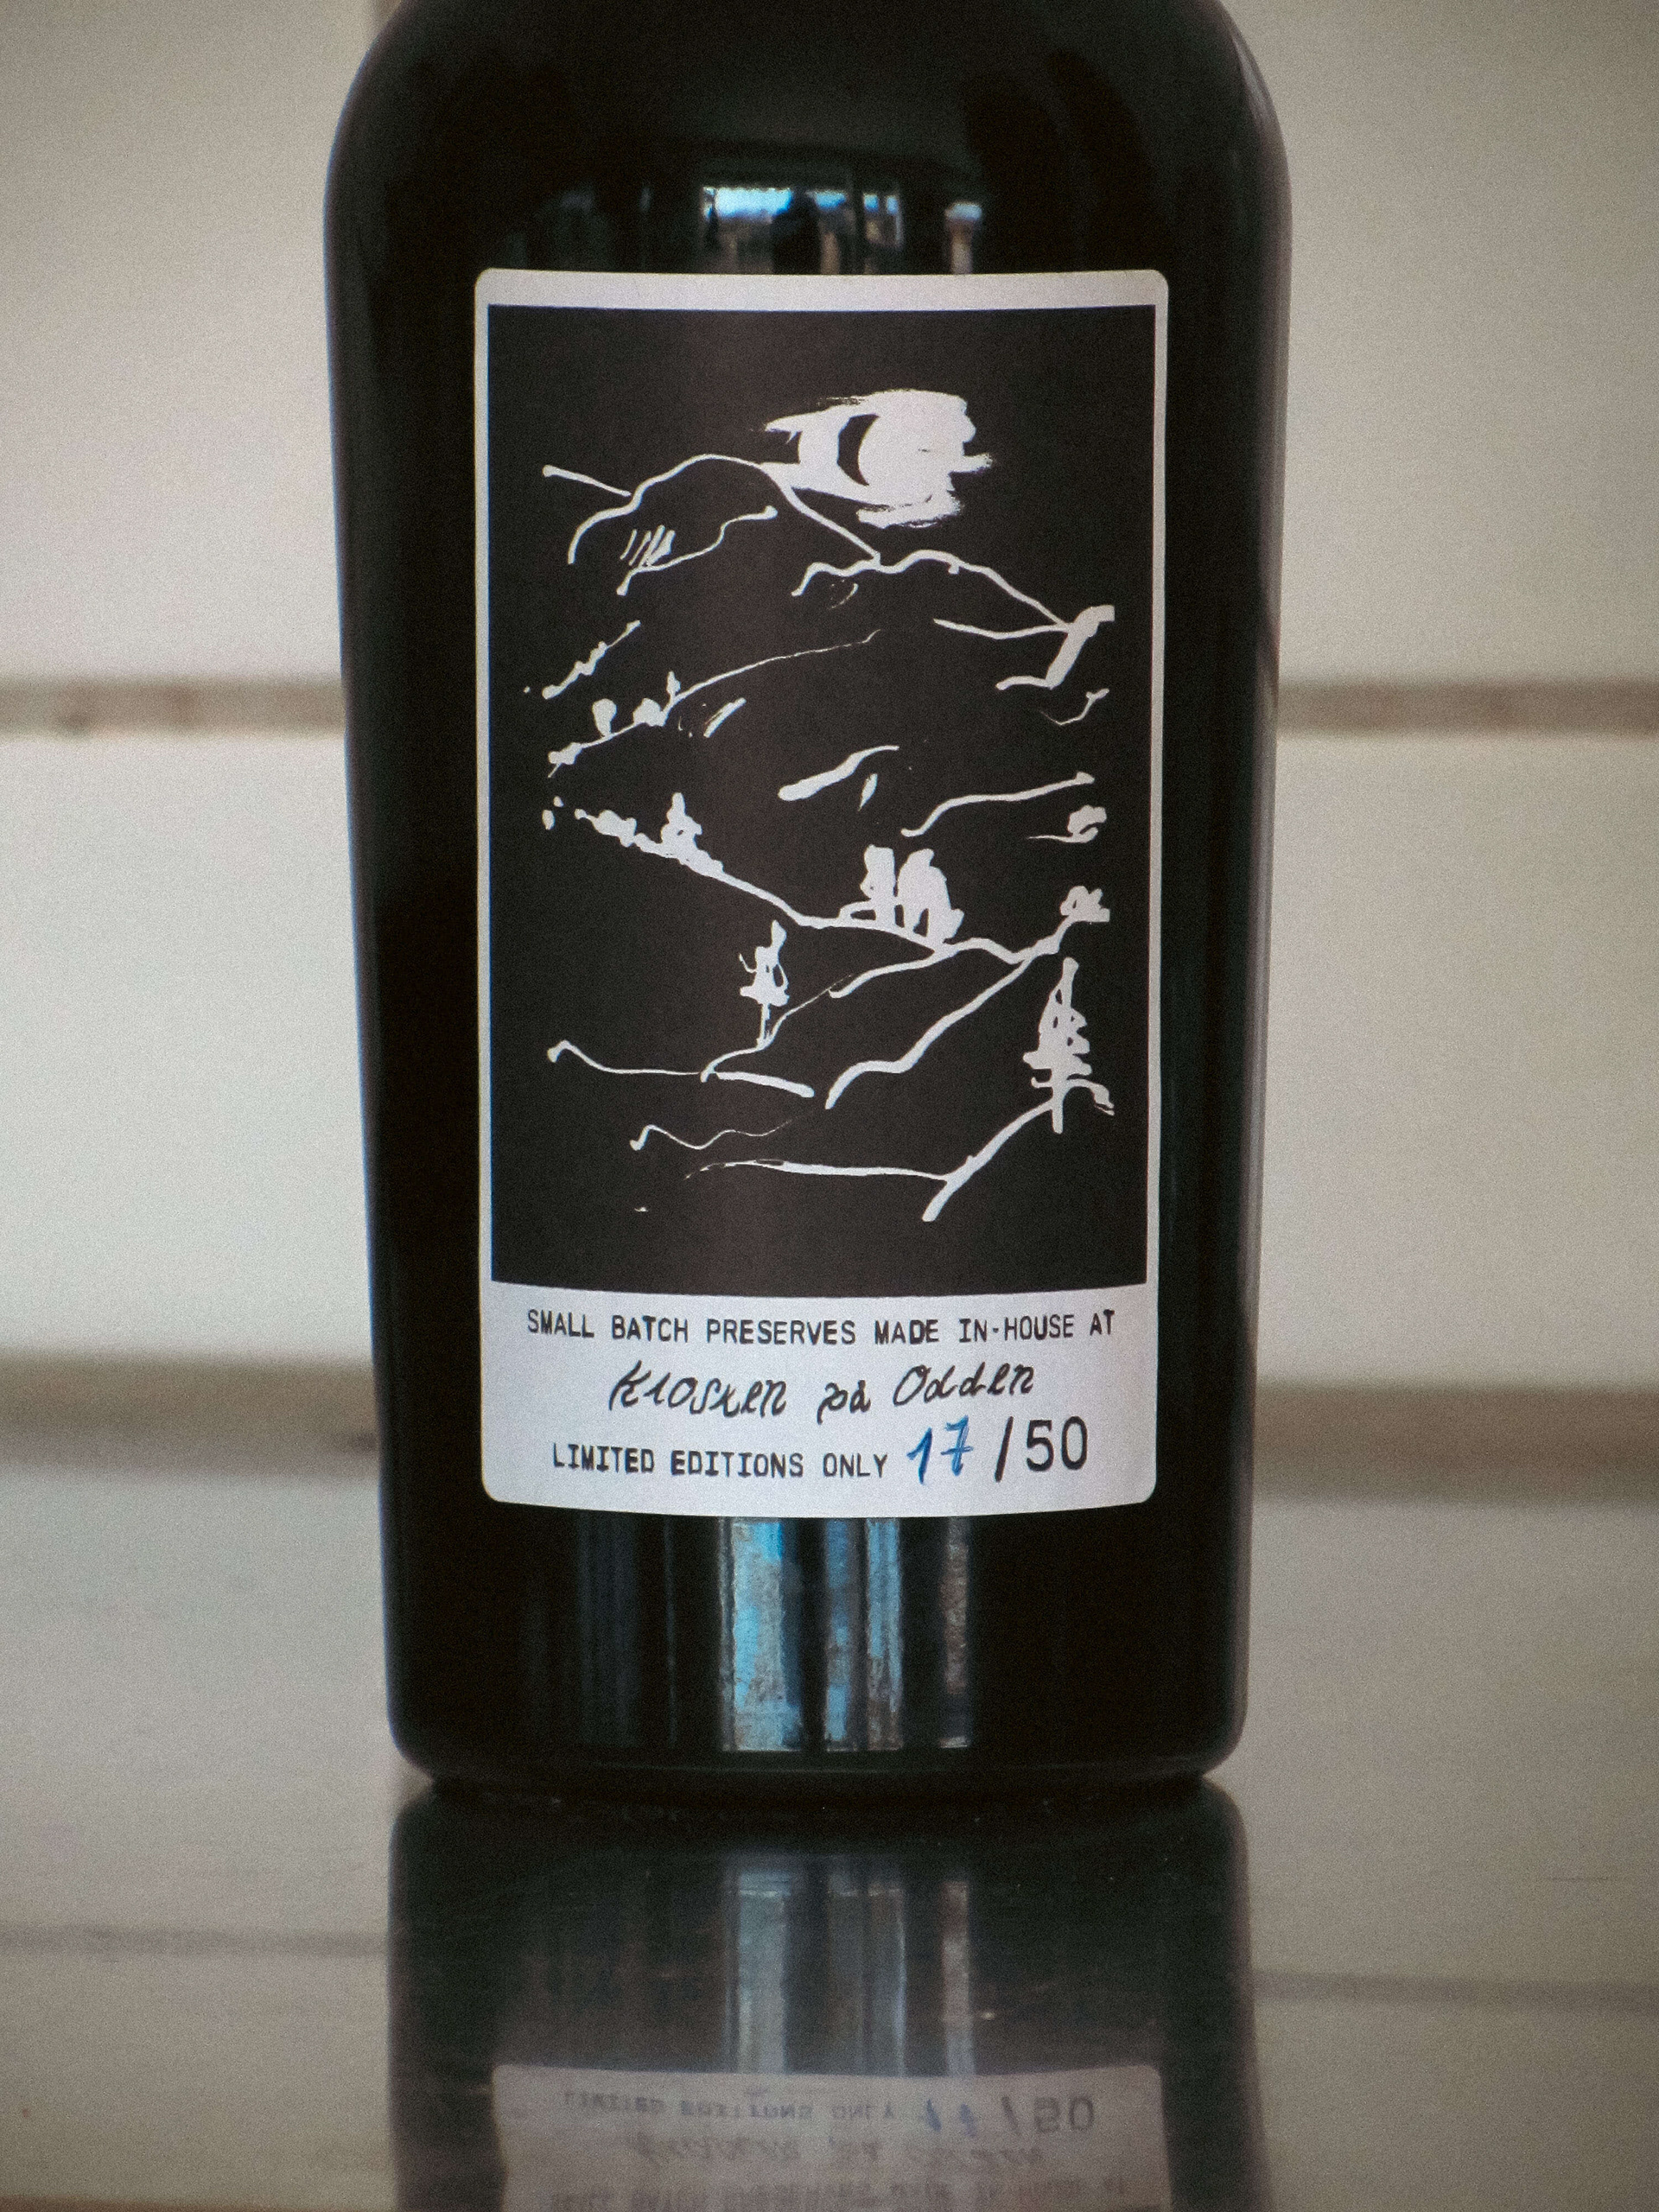 SMALL BATCH PRESERVES MADE IN-HOUSE AT
Kiosken på Odden
LIMITED EDITIONS ONLY 17/50